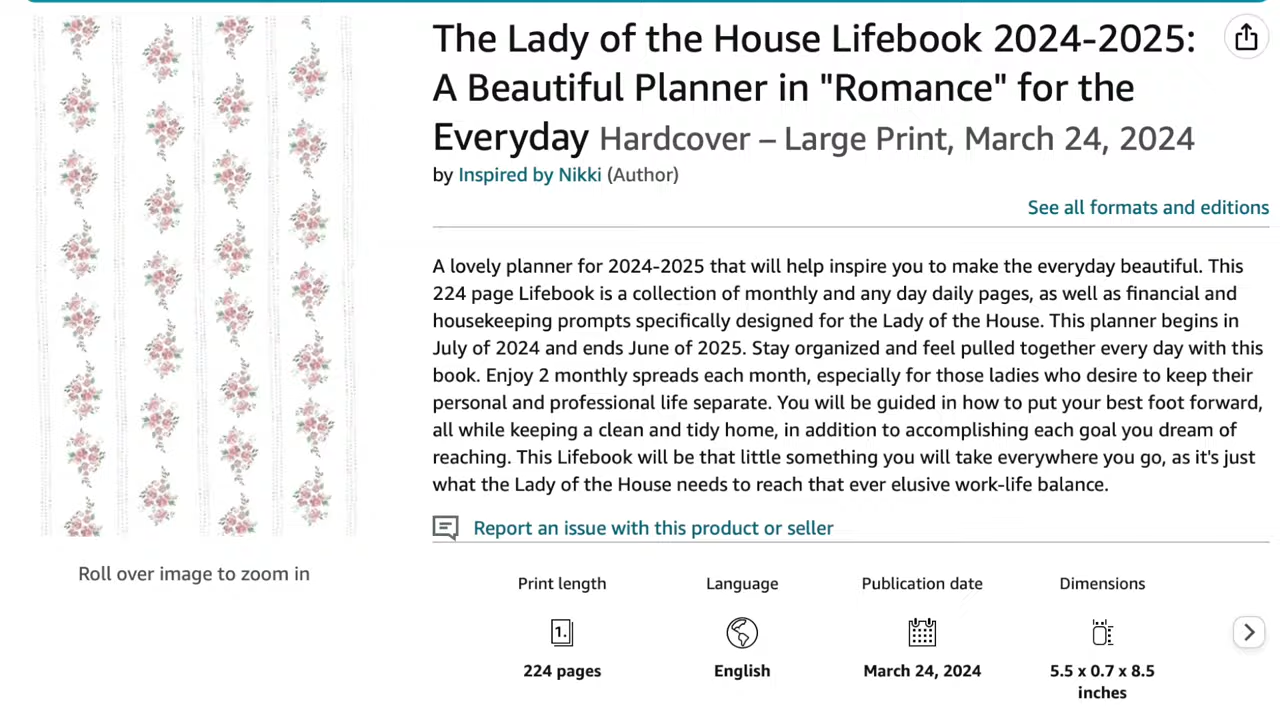 The Lady of the House Lifebook 2024-2025:
A Beautiful Planner in "Romance" for the
Everyday Hardcover – Large Print, March 24, 2024
by Inspired by Nikki (Author)
See all formats and editions
A lovely planner for 2024-2025 that will help inspire you to make the everyday beautiful. This
224 page Lifebook is a collection of monthly and any day daily pages, as well as financial and
housekeeping prompts specifically designed for the Lady of the House. This planner begins in
July of 2024 and ends June of 2025. Stay organized and feel pulled together every day with this
book. Enjoy 2 monthly spreads each month, especially for those ladies who desire to keep their
personal and professional life separate. You will be guided in how to put your best foot forward,
all while keeping a clean and tidy home, in addition to accomplishing each goal you dream of
reaching. This Lifebook will be that little something you will take everywhere you go, as it's just
what the Lady of the House needs to reach that ever elusive work-life balance.
Report an issue with this product or seller
Roll over image to zoom in
Print length Language Publication date Dimensions
1.
224 pages English March 24, 2024 5.5 x 0.7 x 8.5
inches